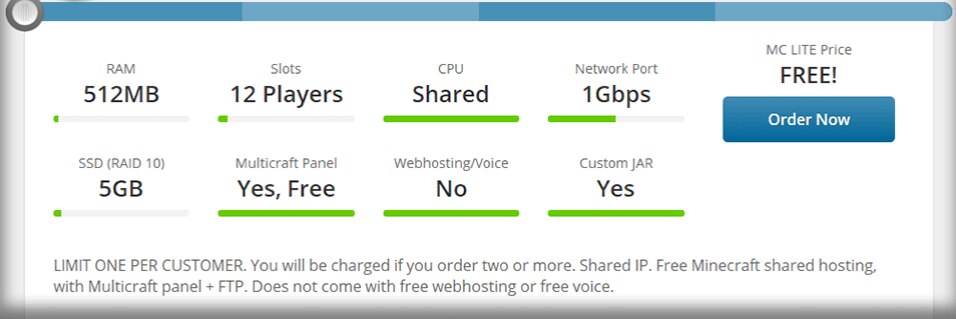 RAM
512MB
Slots
12 Players
CPU
Shared
Network Port
1Gbps
MC LITE Price
FREE!
Order Now
SSD (RAID 10)
5GB
Multicraft Panel
Yes, Free
Webhosting/Voice
No
Custom JAR
Yes
LIMIT ONE PER CUSTOMER. You will be charged if you order two or more. Shared IP. Free Minecraft shared hosting,
with Multicraft panel + FTP. Does not come with free webhosting or free voice.